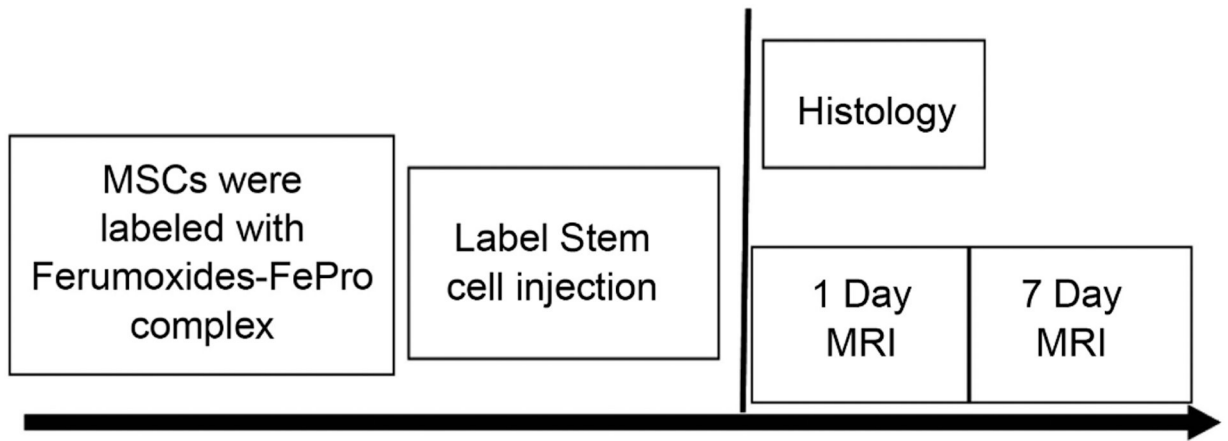 MSCs were
labeled with
Ferumoxides-FePro
complex
Label Stem
cell injection
Histology
1 Day
MRI
7 Day
MRI